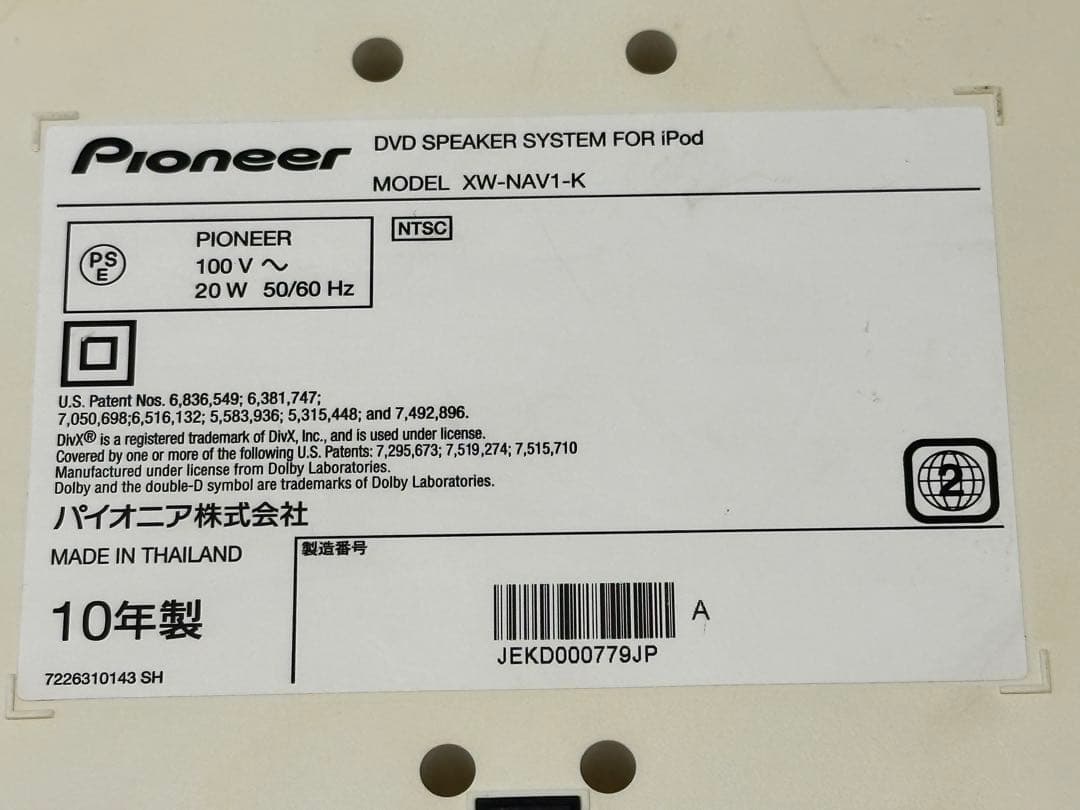 Pioneer
DVD SPEAKER SYSTEM FOR iPod
MODEL XW-NAV1-K
PS
E
PIONEER
100 V ～
20 W 50/60 Hz
NTSC
U.S. Patent Nos. 6,836,549; 6,381,747;
7,050,698;6,516,132; 5,583,936; 5,315,448; and 7,492,896.
DivX® is a registered trademark of DivX, Inc., and is used under license.
Covered by one or more of the following U.S. Patents: 7,295,673; 7,519,274; 7,515,710
Manufactured under license from Dolby Laboratories.
Dolby and the double-D symbol are trademarks of Dolby Laboratories.
2
パイオニア株式会社
MADE IN THAILAND
10年製
7226310143 SH
製造番号
A
JEKD000779JP